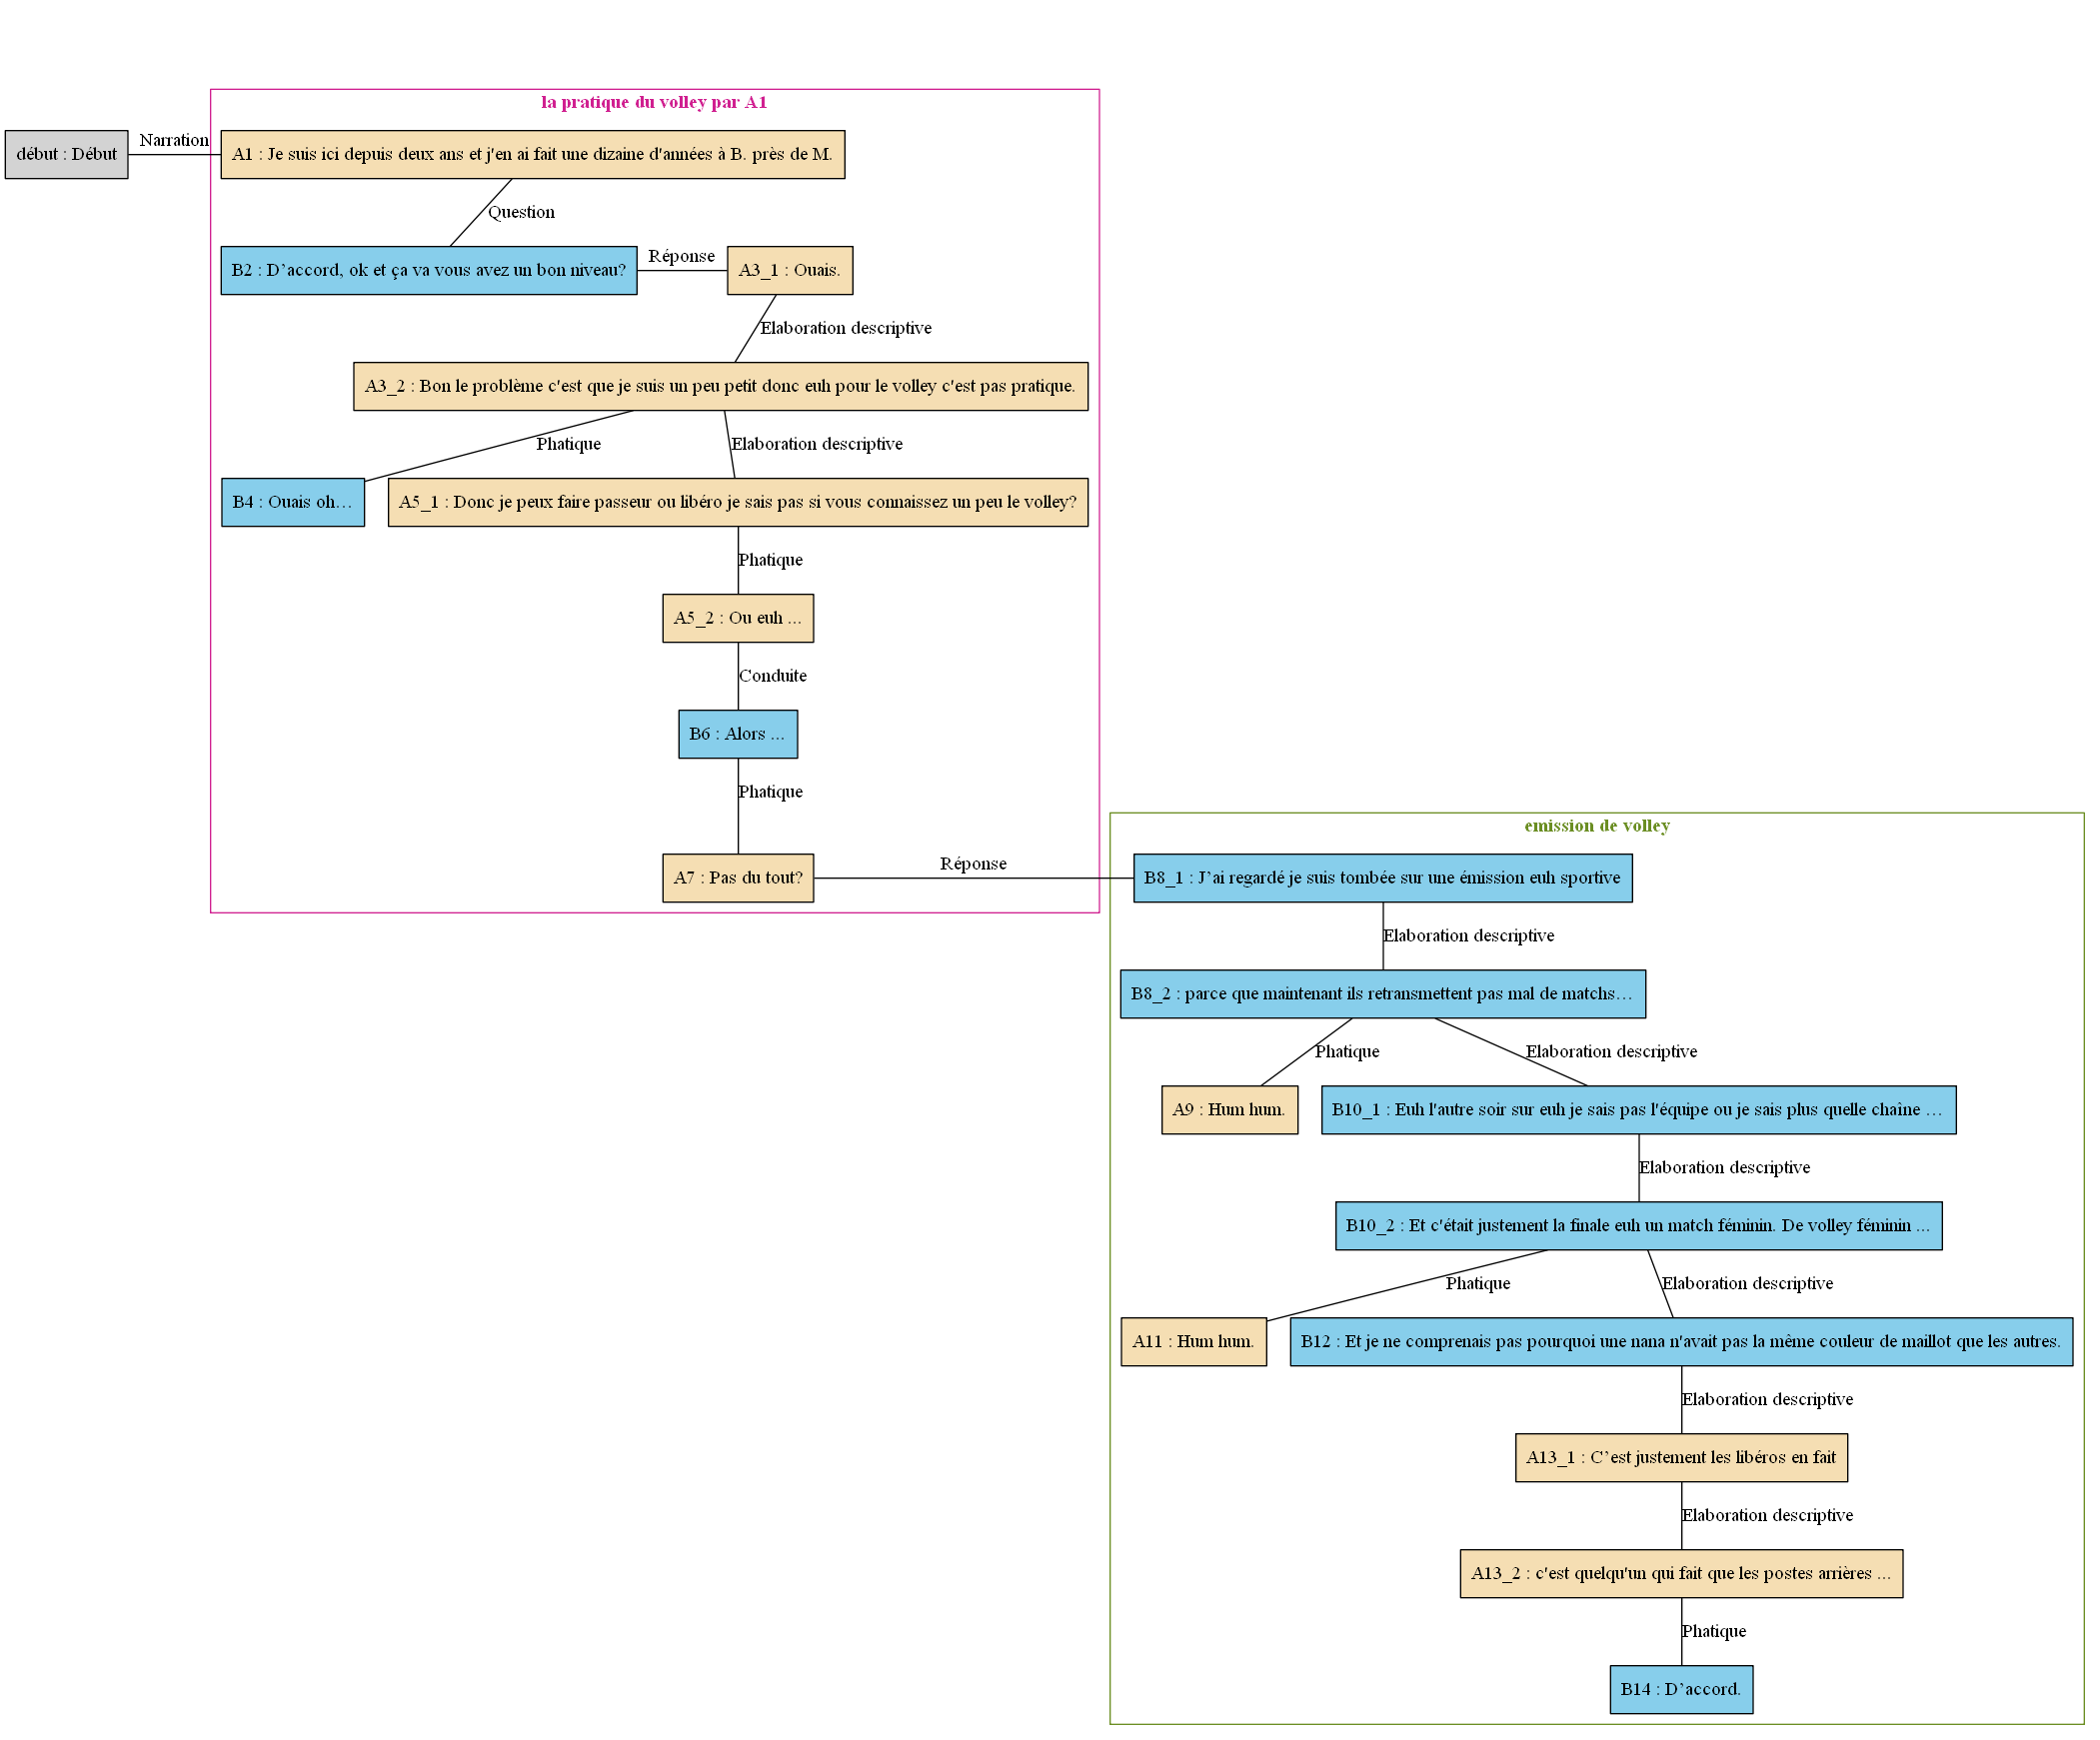 la pratique du volley par A1
début : Début
Narration
A1 : Je suis ici depuis deux ans et j'en ai fait une dizaine d'années à B. près de M.
Question
B2 : D’accord, ok et ça va vous avez un bon niveau?
Réponse
A3_1 : Ouais.
Elaboration descriptive
A3_2 : Bon le problème c'est que je suis un peu petit donc euh pour le volley c'est pas pratique.
Phatique
Elaboration descriptive
B4 : Ouais oh…
A5_1 : Donc je peux faire passeur ou libéro je sais pas si vous connaissez un peu le volley?
Phatique
A5_2 : Ou euh ...
Conduite
B6 : Alors ...
Phatique
A7 : Pas du tout?
Réponse
emission de volley
B8_1 : J’ai regardé je suis tombée sur une émission euh sportive
Elaboration descriptive
B8_2 : parce que maintenant ils retransmettent pas mal de matchs…
Phatique
Elaboration descriptive
A9 : Hum hum.
B10_1 : Euh l'autre soir sur euh je sais pas l'équipe ou je sais plus quelle chaîne …
Elaboration descriptive
B10_2 : Et c'était justement la finale euh un match féminin. De volley féminin ...
Phatique
Elaboration descriptive
A11 : Hum hum.
B12 : Et je ne comprenais pas pourquoi une nana n'avait pas la même couleur de maillot que les autres.
Elaboration descriptive
A13_1 : C’est justement les libéros en fait
Elaboration descriptive
A13_2 : c'est quelqu'un qui fait que les postes arrières ...
Phatique
B14 : D’accord.